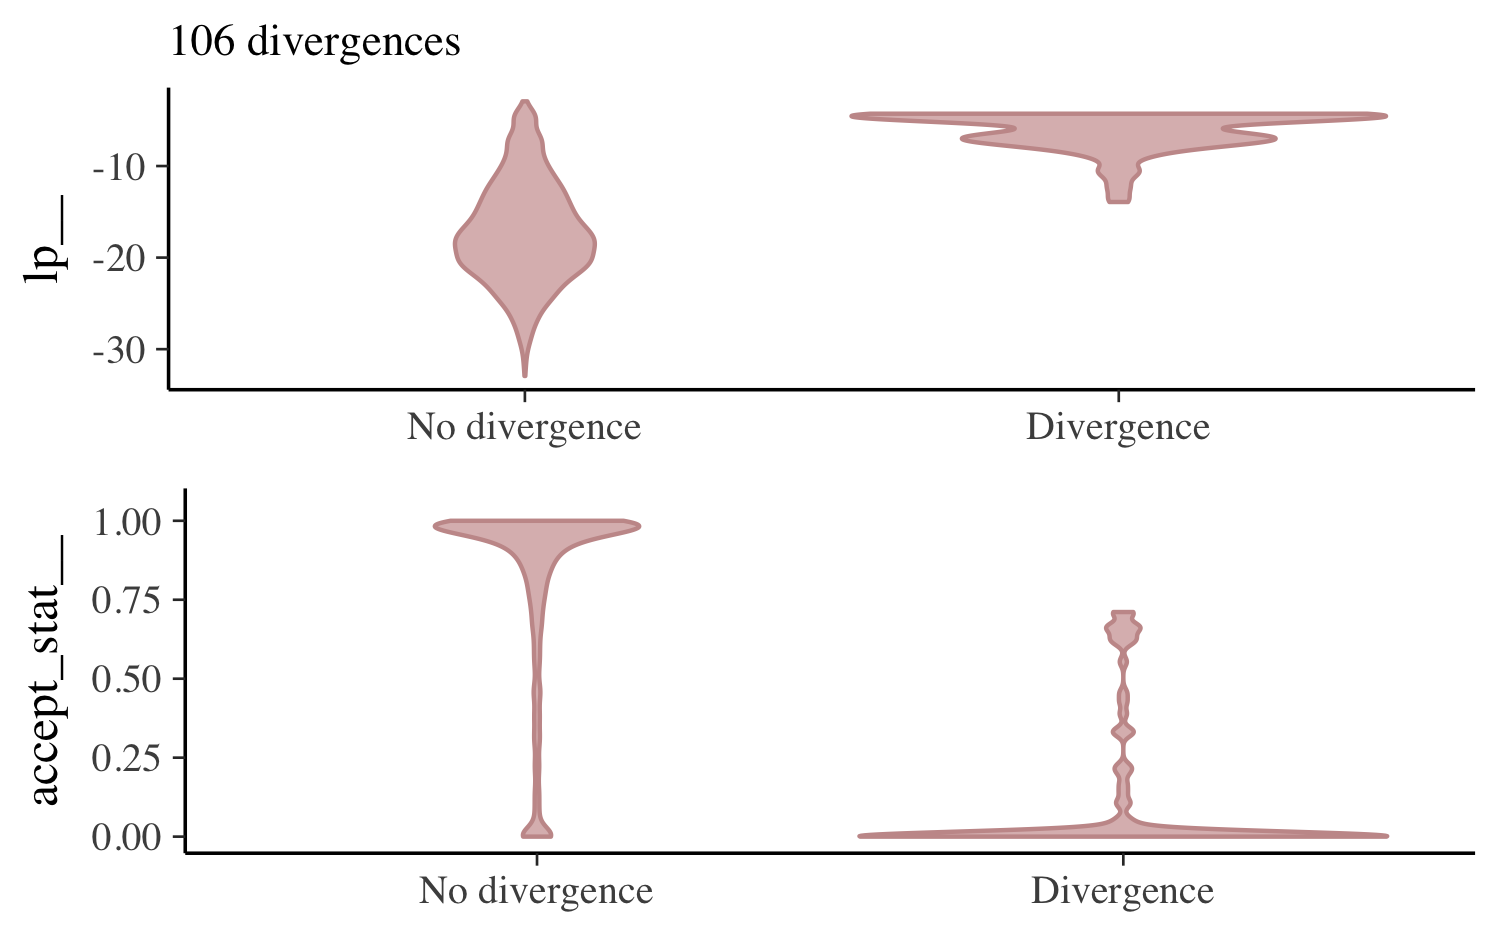 106 divergences
lp__
-10
-20
-30
No divergence Divergence
accept_stat__
1.00
0.75
0.50
0.25
0.00
No divergence Divergence